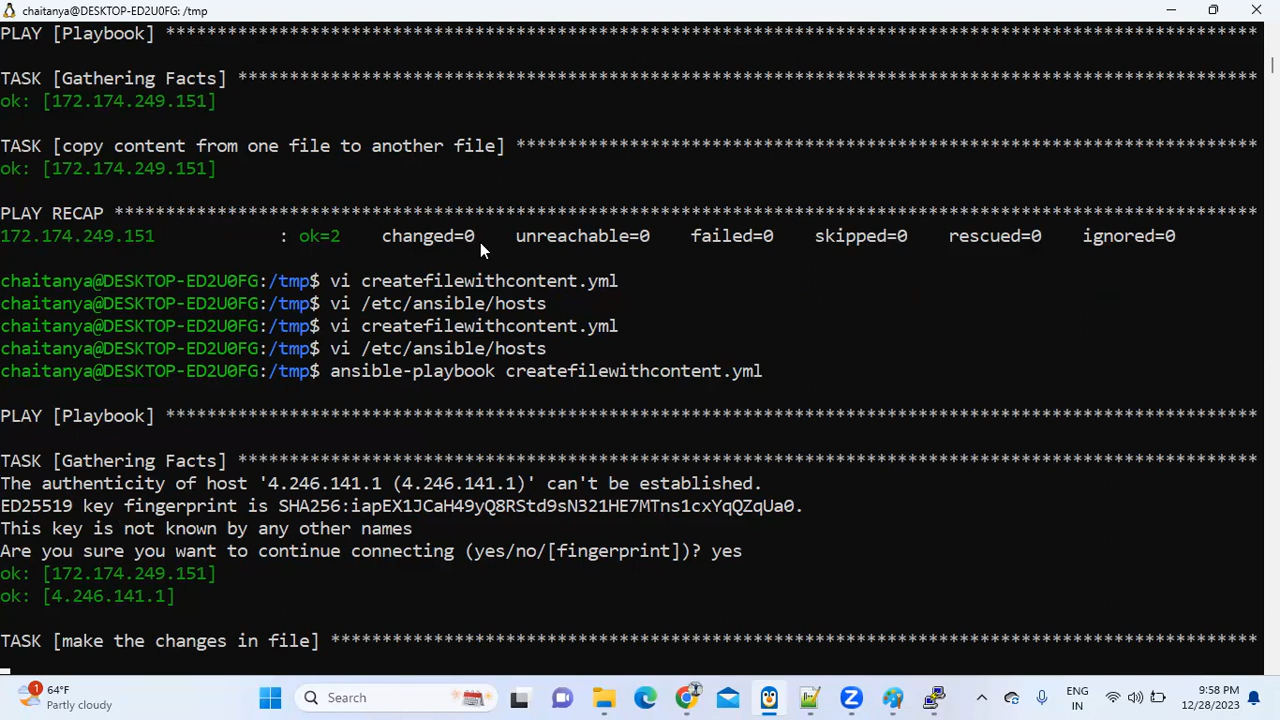 chaitanya@DESKTOP-ED2U0FG: /tmp
PLAY [Playbook] **********************************************************************************************************
TASK [Gathering Facts] ***************************************************************************************************
ok: [172.174.249.151]
TASK [copy content from one file to another file] ************************************************************************
ok: [172.174.249.151]
PLAY RECAP ***************************************************************************************************************
172.174.249.151 : ok=2 changed=0 unreachable=0 failed=0 skipped=0 rescued=0 ignored=0
chaitanya@DESKTOP-ED2U0FG:/tmp$ vi createfilewithcontent.yml
chaitanya@DESKTOP-ED2U0FG:/tmp$ vi /etc/ansible/hosts
chaitanya@DESKTOP-ED2U0FG:/tmp$ vi createfilewithcontent.yml
chaitanya@DESKTOP-ED2U0FG:/tmp$ vi /etc/ansible/hosts
chaitanya@DESKTOP-ED2U0FG:/tmp$ ansible-playbook createfilewithcontent.yml
PLAY [Playbook] **********************************************************************************************************
TASK [Gathering Facts] ***************************************************************************************************
The authenticity of host '4.246.141.1 (4.246.141.1)' can't be established.
ED25519 key fingerprint is SHA256:iapEX1JCaH49yQ8RStd9sN321HE7MTns1cxYqQZqUa0.
This key is not known by any other names
Are you sure you want to continue connecting (yes/no/[fingerprint])? yes
ok: [172.174.249.151]
ok: [4.246.141.1]
TASK [make the changes in file] ******************************************************************************************
1
64°F
Partly cloudy
Search
ENG
IN
9:58 PM
12/28/2023